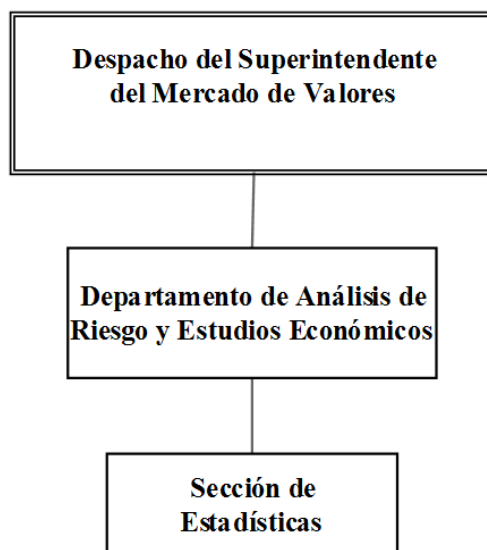 Despacho del Superintendente
del Mercado de Valores
Departamento de Análisis de
Riesgo y Estudios Económicos
Sección de
Estadísticas